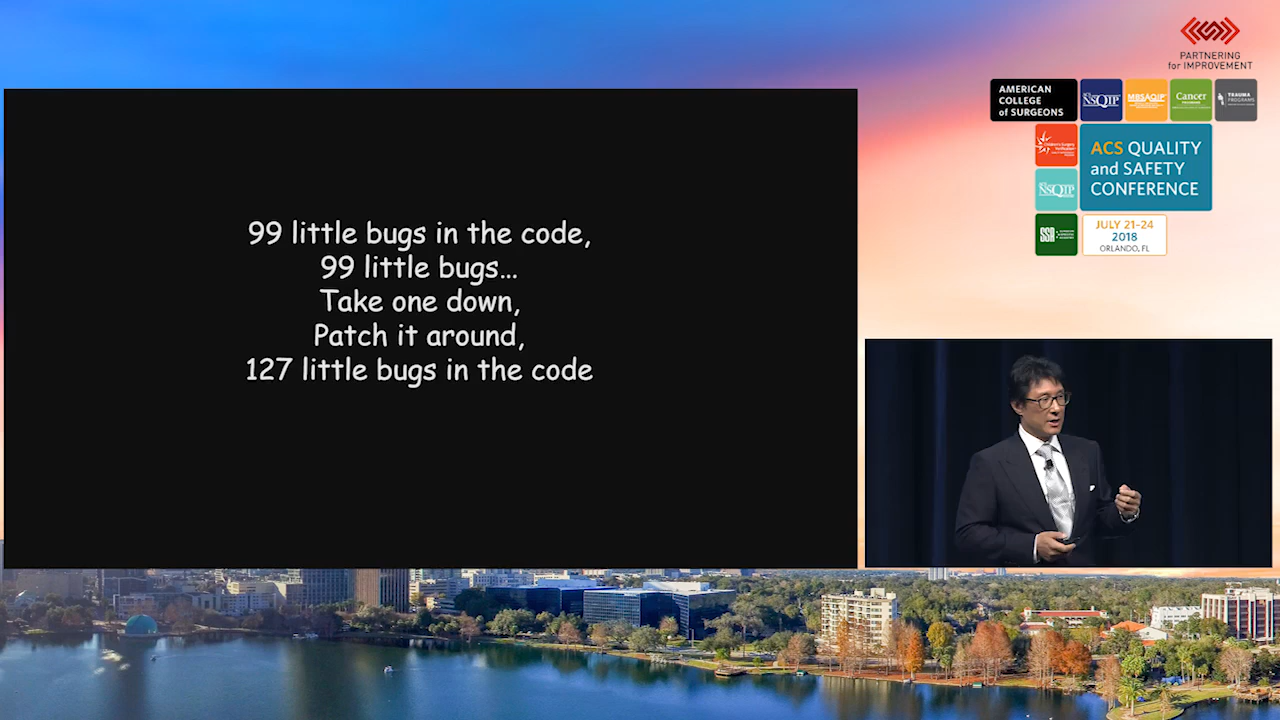 99 little bugs in the code,
99 little bugs...
Take one down,
Patch it around,
127 little bugs in the code
PARTNERING
for IMPROVEMENT
AMERICAN
COLLEGE
of SURGEONS
NSQIP
MBSAQIP
Cancer
TRAUMA
PROGRAMS
ACS QUALITY
and SAFETY
CONFERENCE
NSQIP
SSR
JULY 21-24
2018
ORLANDO, FL